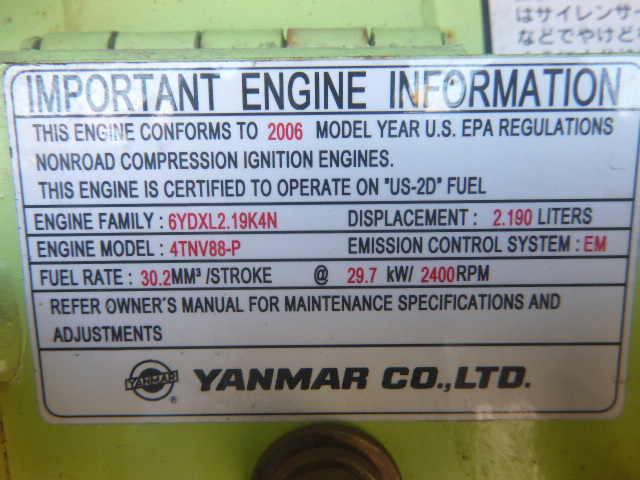 はサイレンサ
などでやけどを
IMPORTANT ENGINE INFORMATION
THIS ENGINE CONFORMS TO 2006 MODEL YEAR U.S. EPA REGULATIONS
NONROAD COMPRESSION IGNITION ENGINES.
THIS ENGINE IS CERTIFIED TO OPERATE ON "US-2D" FUEL
ENGINE FAMILY : 6YDXL2.19K4N DISPLACEMENT : 2.190 LITERS
ENGINE MODEL : 4TNV88-P EMISSION CONTROL SYSTEM : EM
FUEL RATE : 30.2MM³ /STROKE @ 29.7 kW/ 2400RPM
REFER OWNER'S MANUAL FOR MAINTENANCE SPECIFICATIONS AND
ADJUSTMENTS
YANMAR ® YANMAR CO.,LTD.